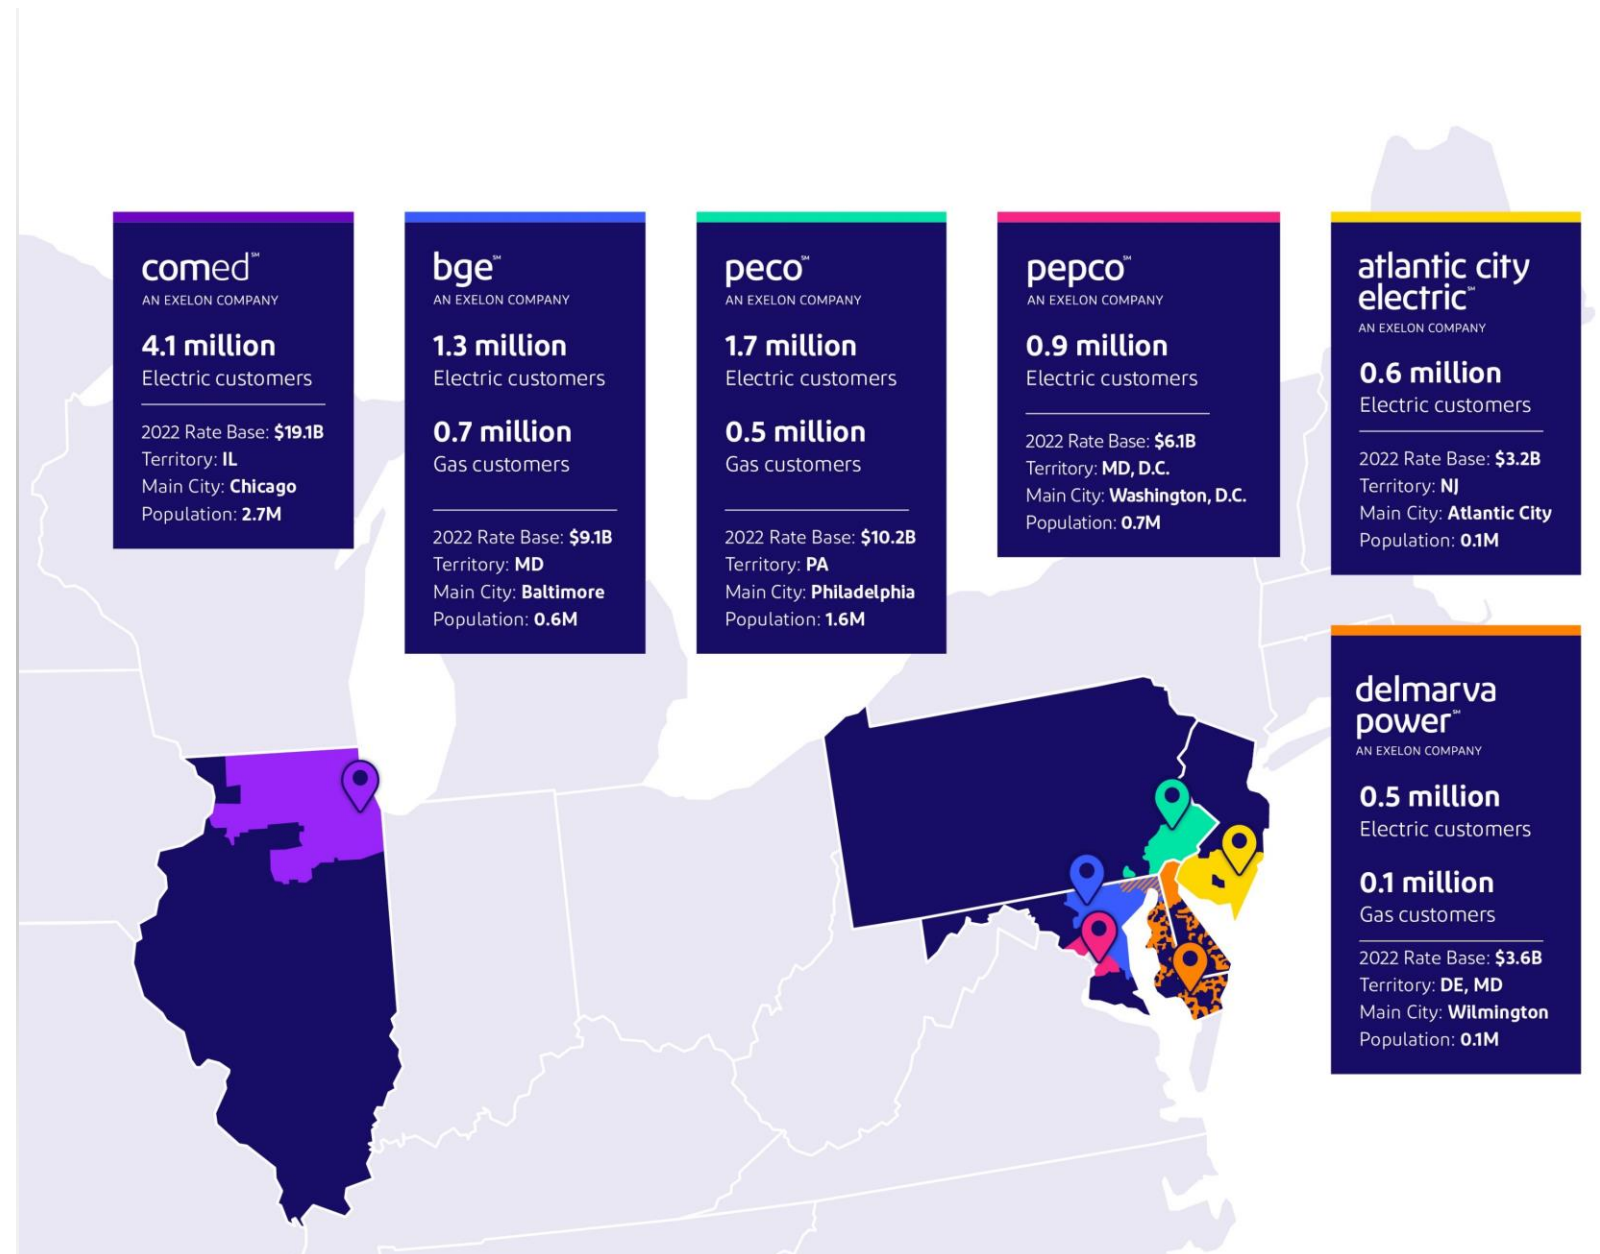 comed℠
AN EXELON COMPANY
4.1 million
Electric customers
2022 Rate Base: $19.1B
Territory: IL
Main City: Chicago
Population: 2.7M
bge℠
AN EXELON COMPANY
1.3 million
Electric customers
0.7 million
Gas customers
2022 Rate Base: $9.1B
Territory: MD
Main City: Baltimore
Population: 0.6M
peco℠
AN EXELON COMPANY
1.7 million
Electric customers
0.5 million
Gas customers
2022 Rate Base: $10.2B
Territory: PA
Main City: Philadelphia
Population: 1.6M
pepco℠
AN EXELON COMPANY
0.9 million
Electric customers
2022 Rate Base: $6.1B
Territory: MD, D.C.
Main City: Washington, D.C.
Population: 0.7M
atlantic city
electric℠
AN EXELON COMPANY
0.6 million
Electric customers
2022 Rate Base: $3.2B
Territory: NJ
Main City: Atlantic City
Population: 0.1M
delmarva
power℠
AN EXELON COMPANY
0.5 million
Electric customers
0.1 million
Gas customers
2022 Rate Base: $3.6B
Territory: DE, MD
Main City: Wilmington
Population: 0.1M